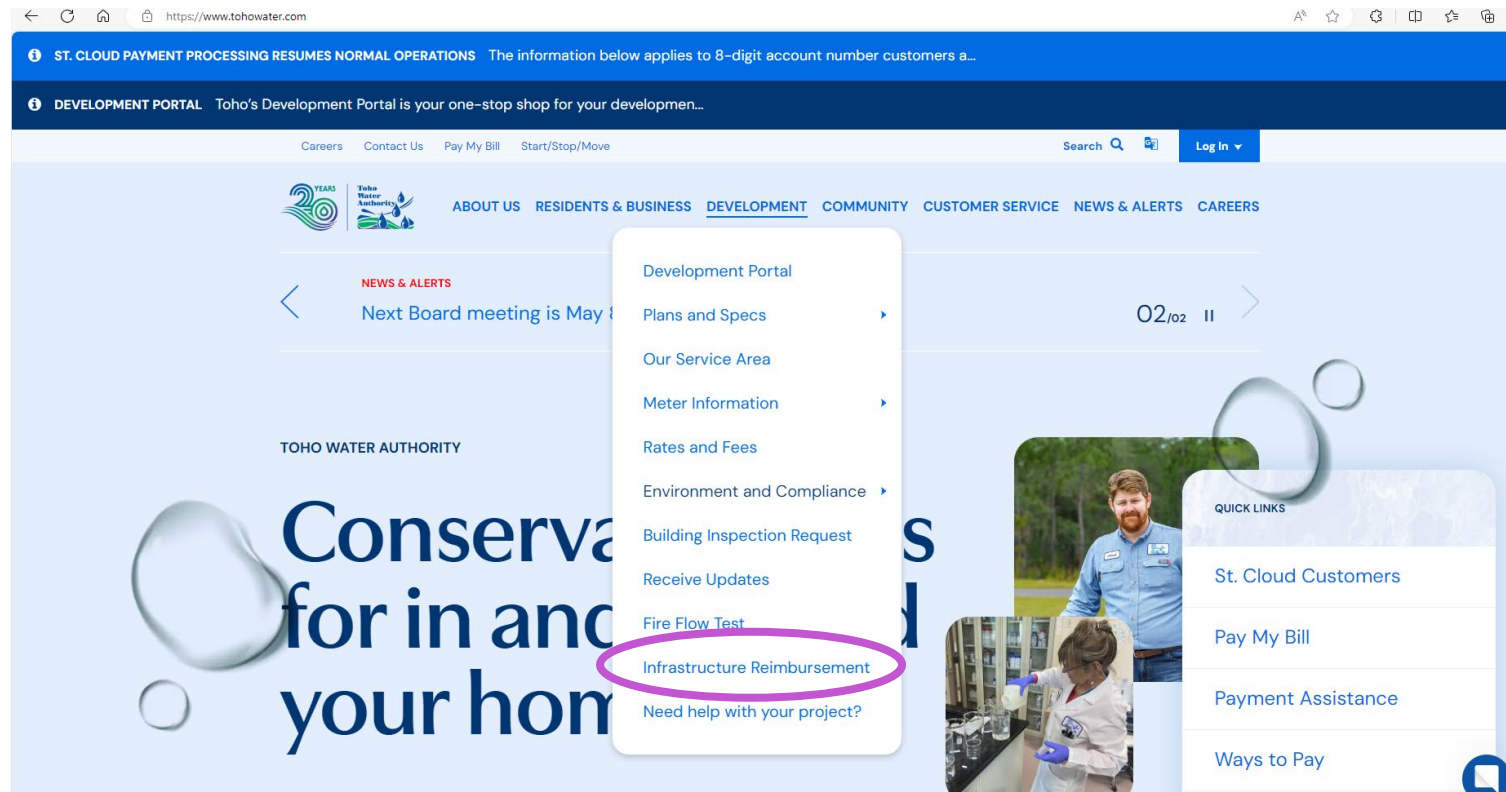 https://www.tohowater.com
ST. CLOUD PAYMENT PROCESSING RESUMES NORMAL OPERATIONS The information below applies to 8-digit account number customers a...
DEVELOPMENT PORTAL Toho's Development Portal is your one-stop shop for your developmen...
Careers Contact Us Pay My Bill Start/Stop/Move Search Log In
20 YEARS Toho Water Authority
ABOUT US RESIDENTS & BUSINESS DEVELOPMENT COMMUNITY CUSTOMER SERVICE NEWS & ALERTS CAREERS
NEWS & ALERTS
Next Board meeting is May 8
02/02
Development Portal
Plans and Specs
Our Service Area
Meter Information
Rates and Fees
Environment and Compliance
Building Inspection Request
Receive Updates
Fire Flow Test
Infrastructure Reimbursement
Need help with your project?
TOHO WATER AUTHORITY
for in and
your hom
QUICK LINKS
St. Cloud Customers
Pay My Bill
Payment Assistance
Ways to Pay